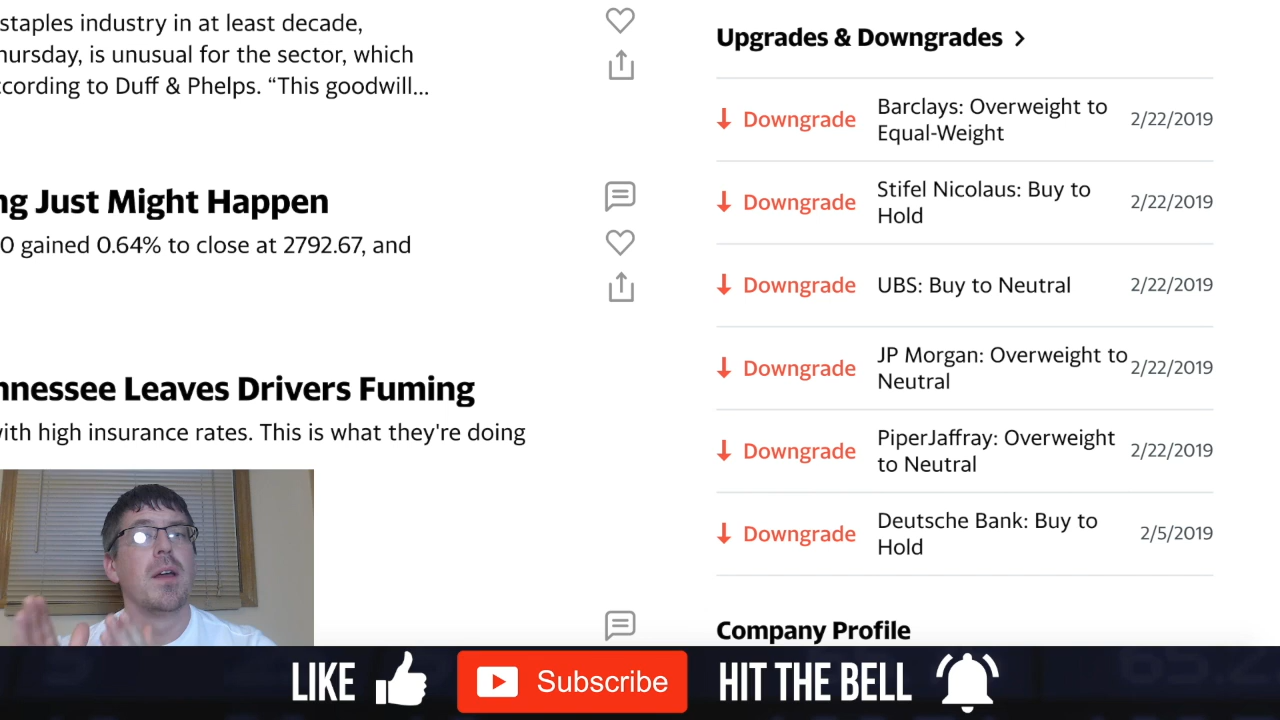 staples industry in at least decade,
hursday, is unusual for the sector, which
cording to Duff & Phelps. “This goodwill...
ng Just Might Happen
0 gained 0.64% to close at 2792.67, and
nnessee Leaves Drivers Fuming
with high insurance rates. This is what they're doing
Upgrades & Downgrades >
Downgrade Barclays: Overweight to
Equal-Weight 2/22/2019
Downgrade Stifel Nicolaus: Buy to
Hold 2/22/2019
Downgrade UBS: Buy to Neutral 2/22/2019
Downgrade JP Morgan: Overweight to
Neutral 2/22/2019
Downgrade PiperJaffray: Overweight
to Neutral 2/22/2019
Downgrade Deutsche Bank: Buy to
Hold 2/5/2019
Company Profile
LIKE Subscribe HIT THE BELL